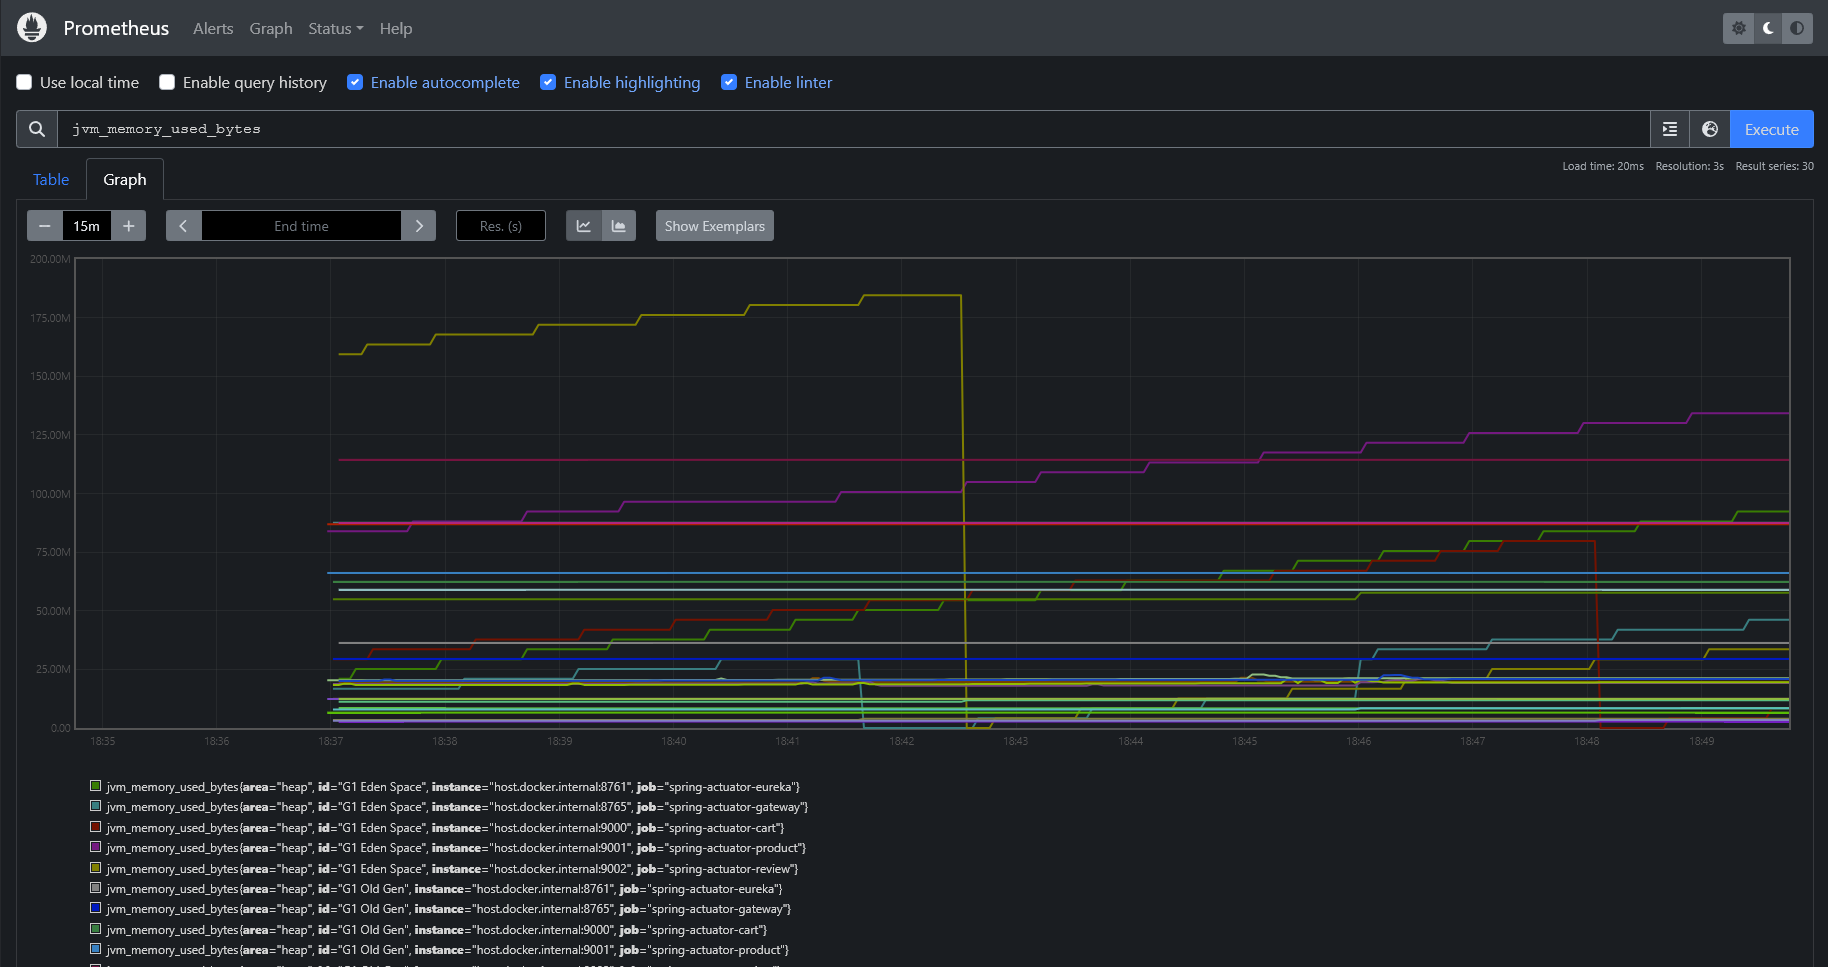 Prometheus Alerts Graph Status Help
Use local time Enable query history Enable autocomplete Enable highlighting Enable linter
jvm_memory_used_bytes Execute
Load time: 20ms Resolution: 3s Result series: 30
Table Graph
− 15m + End time Res. (s) Show Exemplars
200.00M
175.00M
150.00M
125.00M
100.00M
75.00M
50.00M
25.00M
0.00
18:35 18:36 18:37 18:38 18:39 18:40 18:41 18:42 18:43 18:44 18:45 18:46 18:47 18:48 18:49
jvm_memory_used_bytes{area="heap", id="G1 Eden Space", instance="host.docker.internal:8761", job="spring-actuator-eureka"}
jvm_memory_used_bytes{area="heap", id="G1 Eden Space", instance="host.docker.internal:8765", job="spring-actuator-gateway"}
jvm_memory_used_bytes{area="heap", id="G1 Eden Space", instance="host.docker.internal:9000", job="spring-actuator-cart"}
jvm_memory_used_bytes{area="heap", id="G1 Eden Space", instance="host.docker.internal:9001", job="spring-actuator-product"}
jvm_memory_used_bytes{area="heap", id="G1 Eden Space", instance="host.docker.internal:9002", job="spring-actuator-review"}
jvm_memory_used_bytes{area="heap", id="G1 Old Gen", instance="host.docker.internal:8761", job="spring-actuator-eureka"}
jvm_memory_used_bytes{area="heap", id="G1 Old Gen", instance="host.docker.internal:8765", job="spring-actuator-gateway"}
jvm_memory_used_bytes{area="heap", id="G1 Old Gen", instance="host.docker.internal:9000", job="spring-actuator-cart"}
jvm_memory_used_bytes{area="heap", id="G1 Old Gen", instance="host.docker.internal:9001", job="spring-actuator-product"}